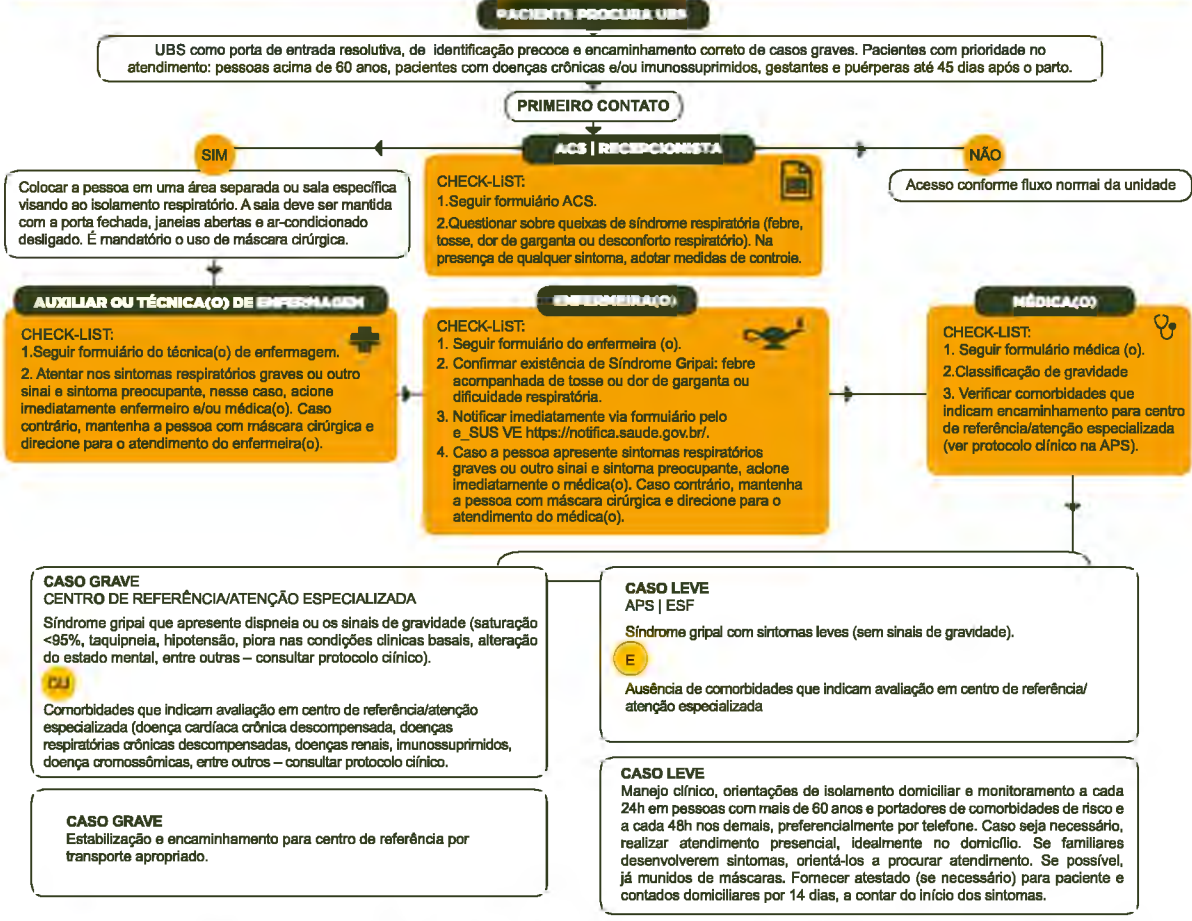 PACIENTE PROCURA UBS
UBS como porta de entrada resolutiva, de identificação precoce e encaminhamento correto de casos graves. Pacientes com prioridade no
atendimento: pessoas acima de 60 anos, pacientes com doenças crônicas e/ou imunossuprimidos, gestantes e puérperas até 45 dias após o parto.
PRIMEIRO CONTATO
ACS | RECEPCIONISTA
SIM
NÃO
Colocar a pessoa em uma área separada ou sala específica
visando ao isolamento respiratório. A sala deve ser mantida
com a porta fechada, janelas abertas e ar-condicionado
desligado. É mandatório o uso de máscara cirúrgica.
CHECK-LIST:
1.Seguir formulário ACS.
2.Questionar sobre queixas de síndrome respiratória (febre,
tosse, dor de garganta ou desconforto respiratório). Na
presença de qualquer sintoma, adotar medidas de controle.
Acesso conforme fluxo normal da unidade
AUXILIAR OU TÉCNICA(O) DE ENFERMAGEM
CHECK-LIST:
1.Seguir formulário do técnica(o) de enfermagem.
2. Atentar nos sintomas respiratórios graves ou outro
sinal e sintoma preocupante, nesse caso, acione
imediatamente enfermeiro e/ou médica(o). Caso
contrário, mantenha a pessoa com máscara cirúrgica e
direcione para o atendimento do enfermeira(o).
ENFERMEIRA(O)
CHECK-LIST:
1. Seguir formulário do enfermeira (o).
2. Confirmar existência de Síndrome Gripal: febre
acompanhada de tosse ou dor de garganta ou
dificuldade respiratória.
3. Notificar imediatamente via formulário pelo
e_SUS VE https://notifica.saude.gov.br/.
4. Caso a pessoa apresente sintomas respiratórios
graves ou outro sinal e sintoma preocupante, acione
imediatamente o médica(o). Caso contrário, mantenha
a pessoa com máscara cirúrgica e direcione para o
atendimento do médica(o).
MÉDICA(O)
CHECK-LIST:
1. Seguir formulário médica (o).
2.Classificação de gravidade
3. Verificar comorbidades que
indicam encaminhamento para centro
de referência/atenção especializada
(ver protocolo clínico na APS).
CASO GRAVE
CENTRO DE REFERÊNCIA/ATENÇÃO ESPECIALIZADA
Síndrome gripal que apresente dispneia ou os sinais de gravidade (saturação
<95%, taquipneia, hipotensão, piora nas condições clinicas basais, alteração
do estado mental, entre outras – consultar protocolo clínico).
OU
Comorbidades que indicam avaliação em centro de referência/atenção
especializada (doença cardíaca crônica descompensada, doenças
respiratórias crônicas descompensadas, doenças renais, imunossuprimidos,
doença cromossômicas, entre outros – consultar protocolo clínico.
CASO GRAVE
Estabilização e encaminhamento para centro de referência por
transporte apropriado.
CASO LEVE
APS | ESF
Síndrome gripal com sintomas leves (sem sinais de gravidade).
E
Ausência de comorbidades que indicam avaliação em centro de referência/
atenção especializada
CASO LEVE
Manejo clínico, orientações de isolamento domiciliar e monitoramento a cada
24h em pessoas com mais de 60 anos e portadores de comorbidades de risco e
a cada 48h nos demais, preferencialmente por telefone. Caso seja necessário,
realizar atendimento presencial, idealmente no domicílio. Se familiares
desenvolverem sintomas, orientá-los a procurar atendimento. Se possível,
já munidos de máscaras. Fornecer atestado (se necessário) para paciente e
contados domiciliares por 14 dias, a contar do início dos sintomas.